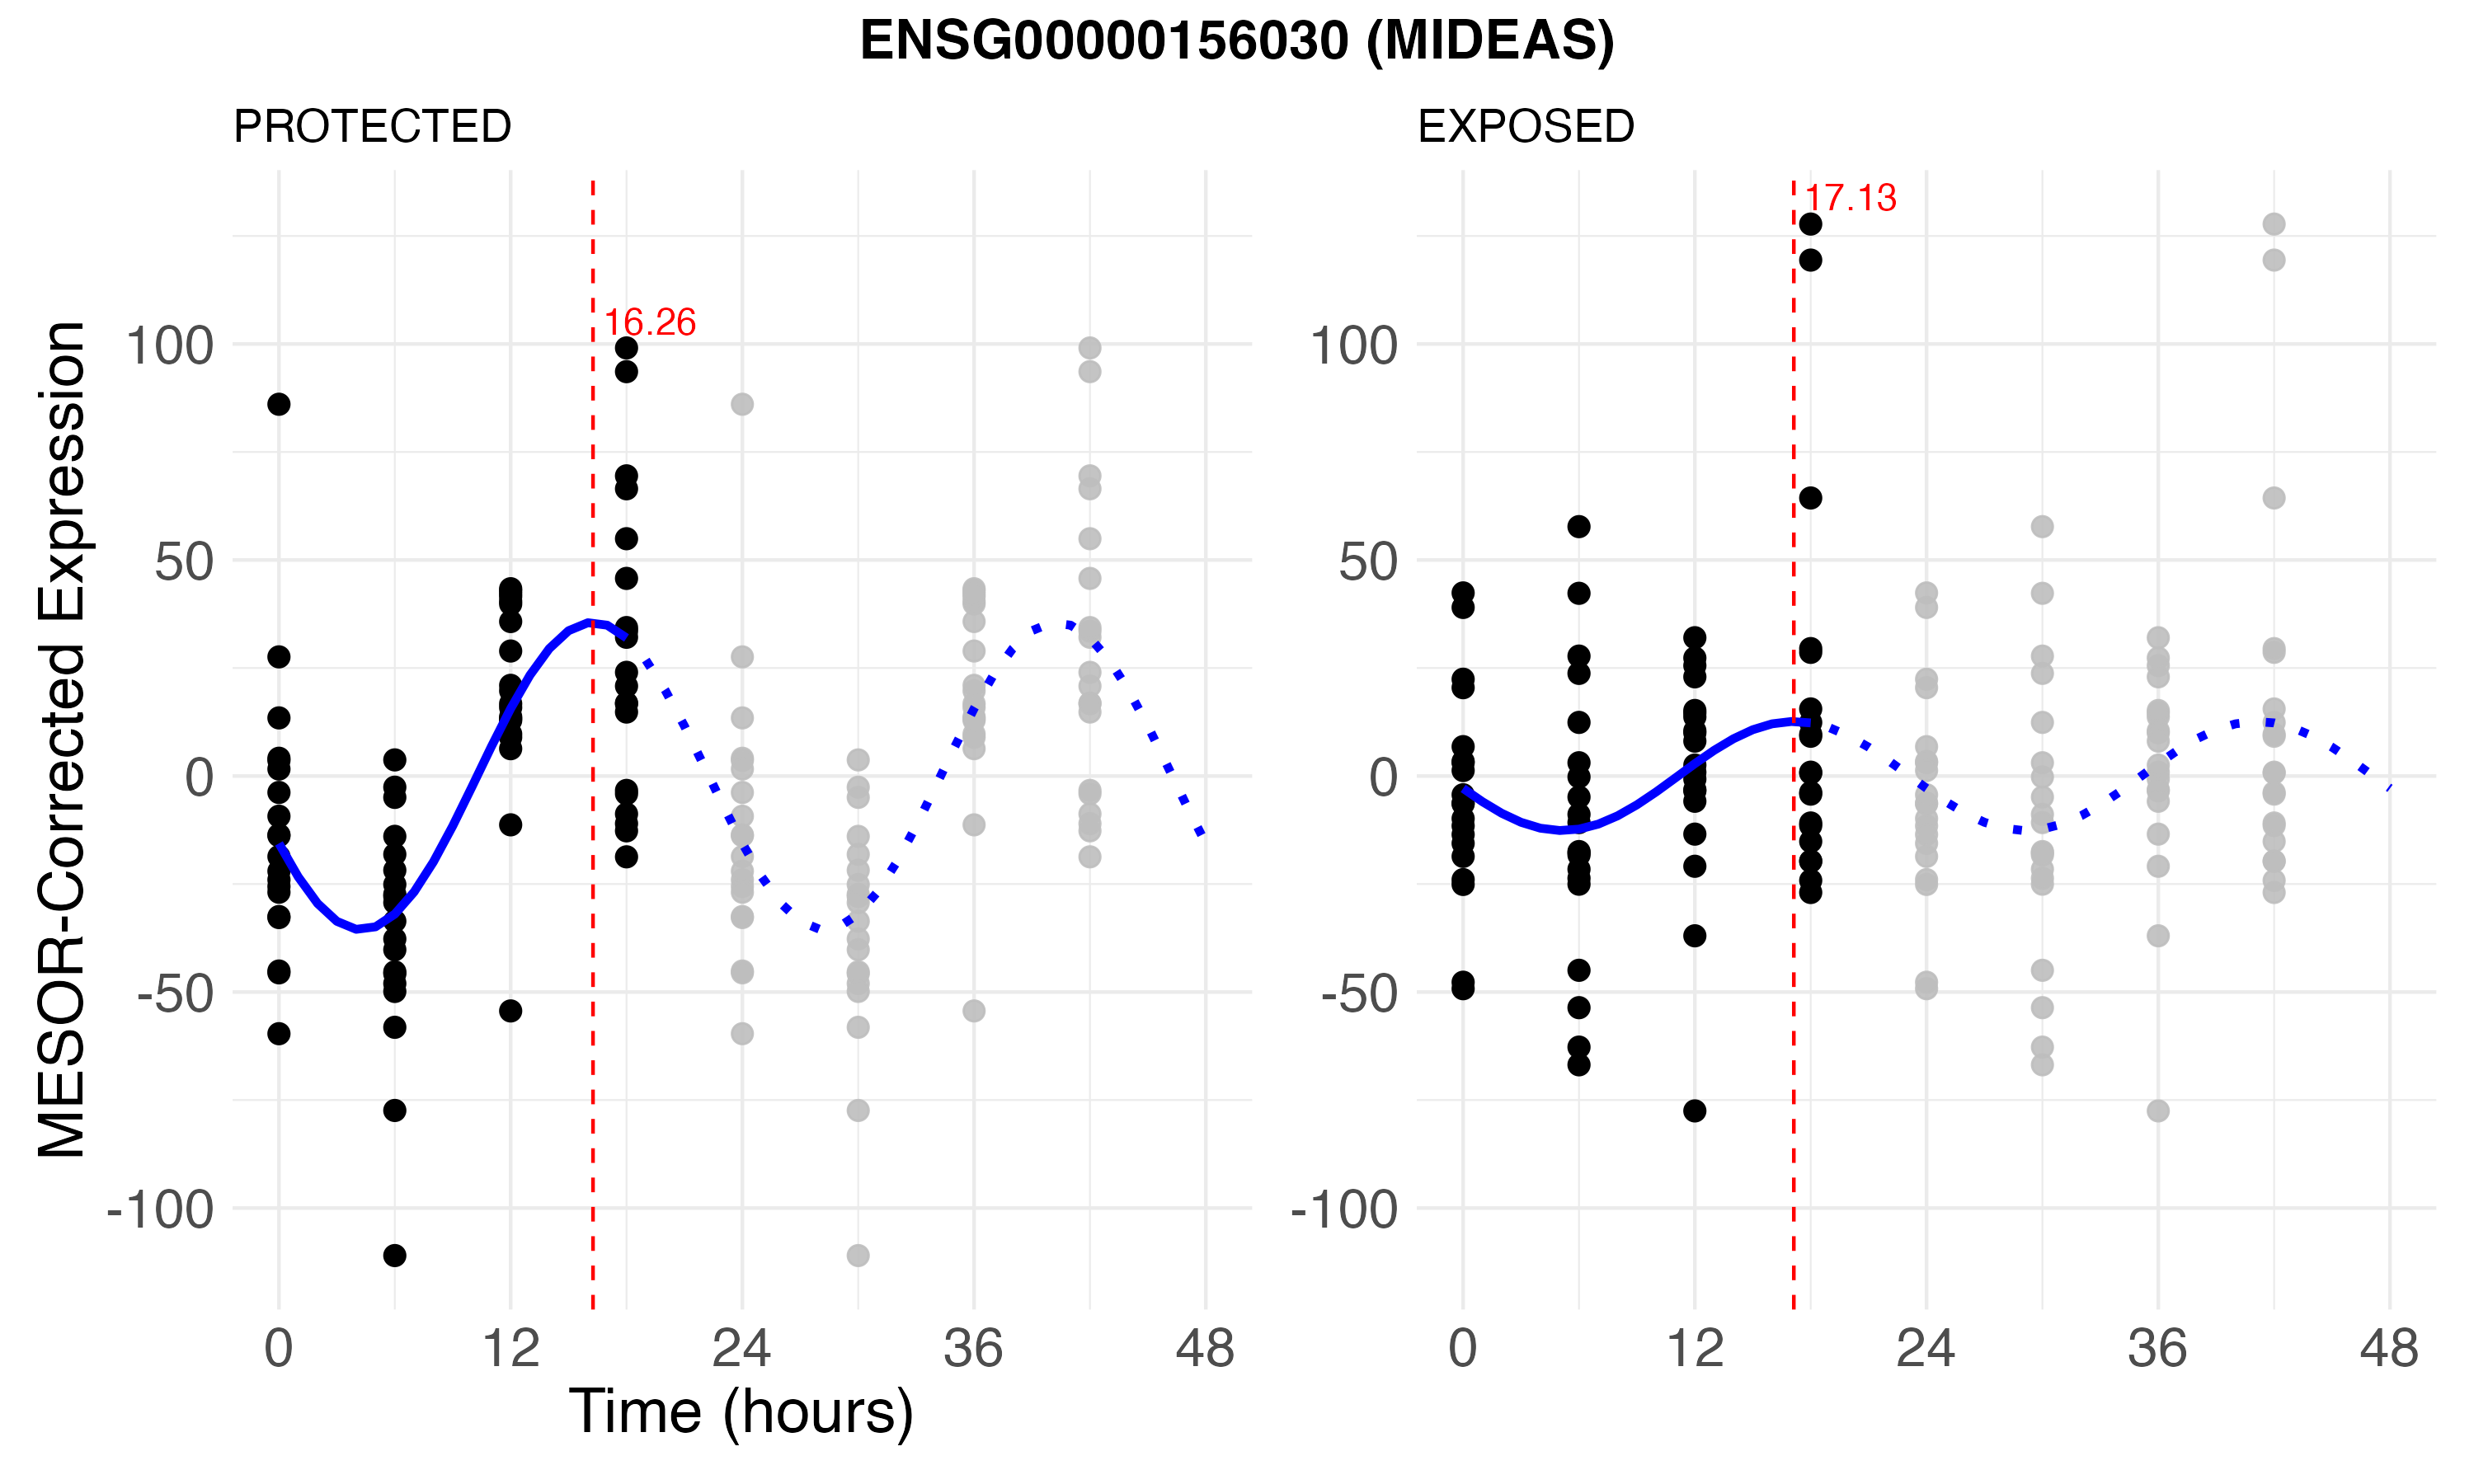 ENSG00000156030 (MIDEAS)
PROTECTED
EXPOSED
MESOR-Corrected Expression
100
50
0
-50
-100
16.26
100
50
0
-50
-100
17.13
0 12 24 36 48
0 12 24 36 48
Time (hours)